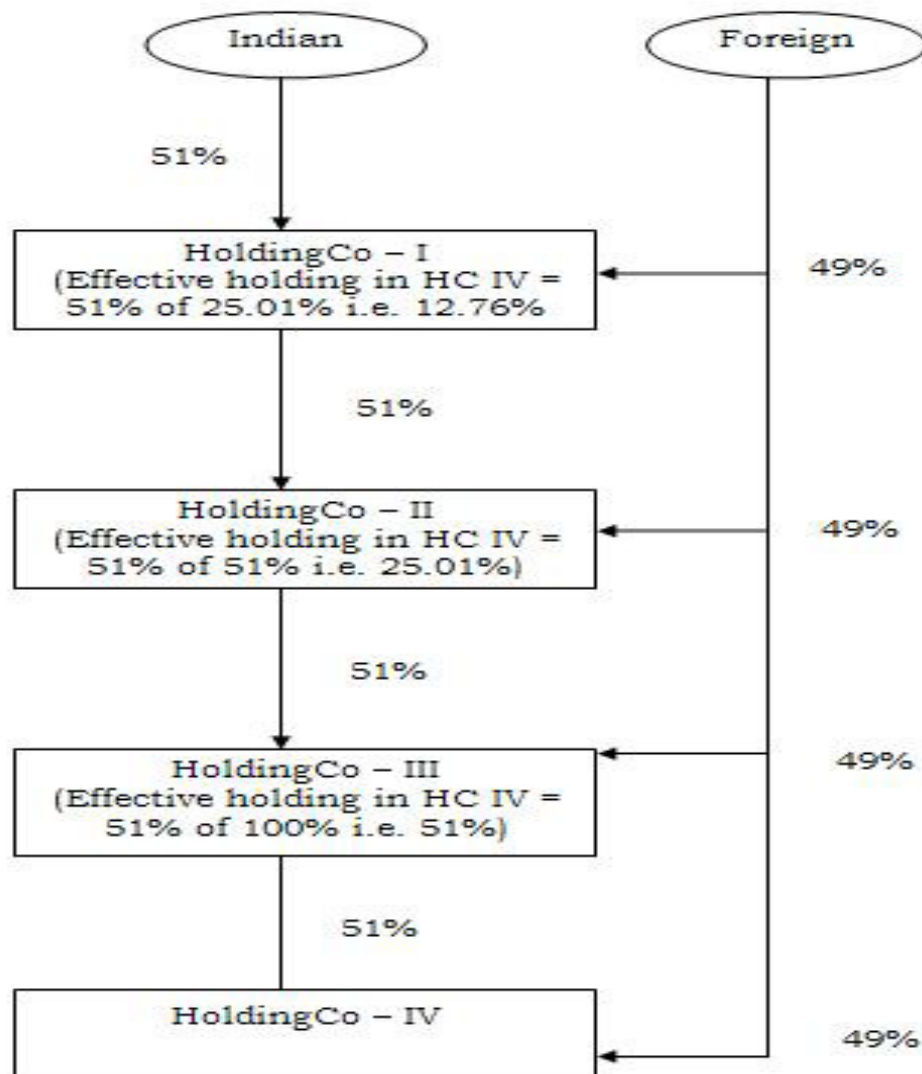 Indian
Foreign
51%
HoldingCo – I
(Effective holding in HC IV =
51% of 25.01% i.e. 12.76%
49%
51%
HoldingCo – II
(Effective holding in HC IV =
51% of 51% i.e. 25.01%)
49%
51%
HoldingCo – III
(Effective holding in HC IV =
51% of 100% i.e. 51%)
49%
51%
HoldingCo – IV
49%